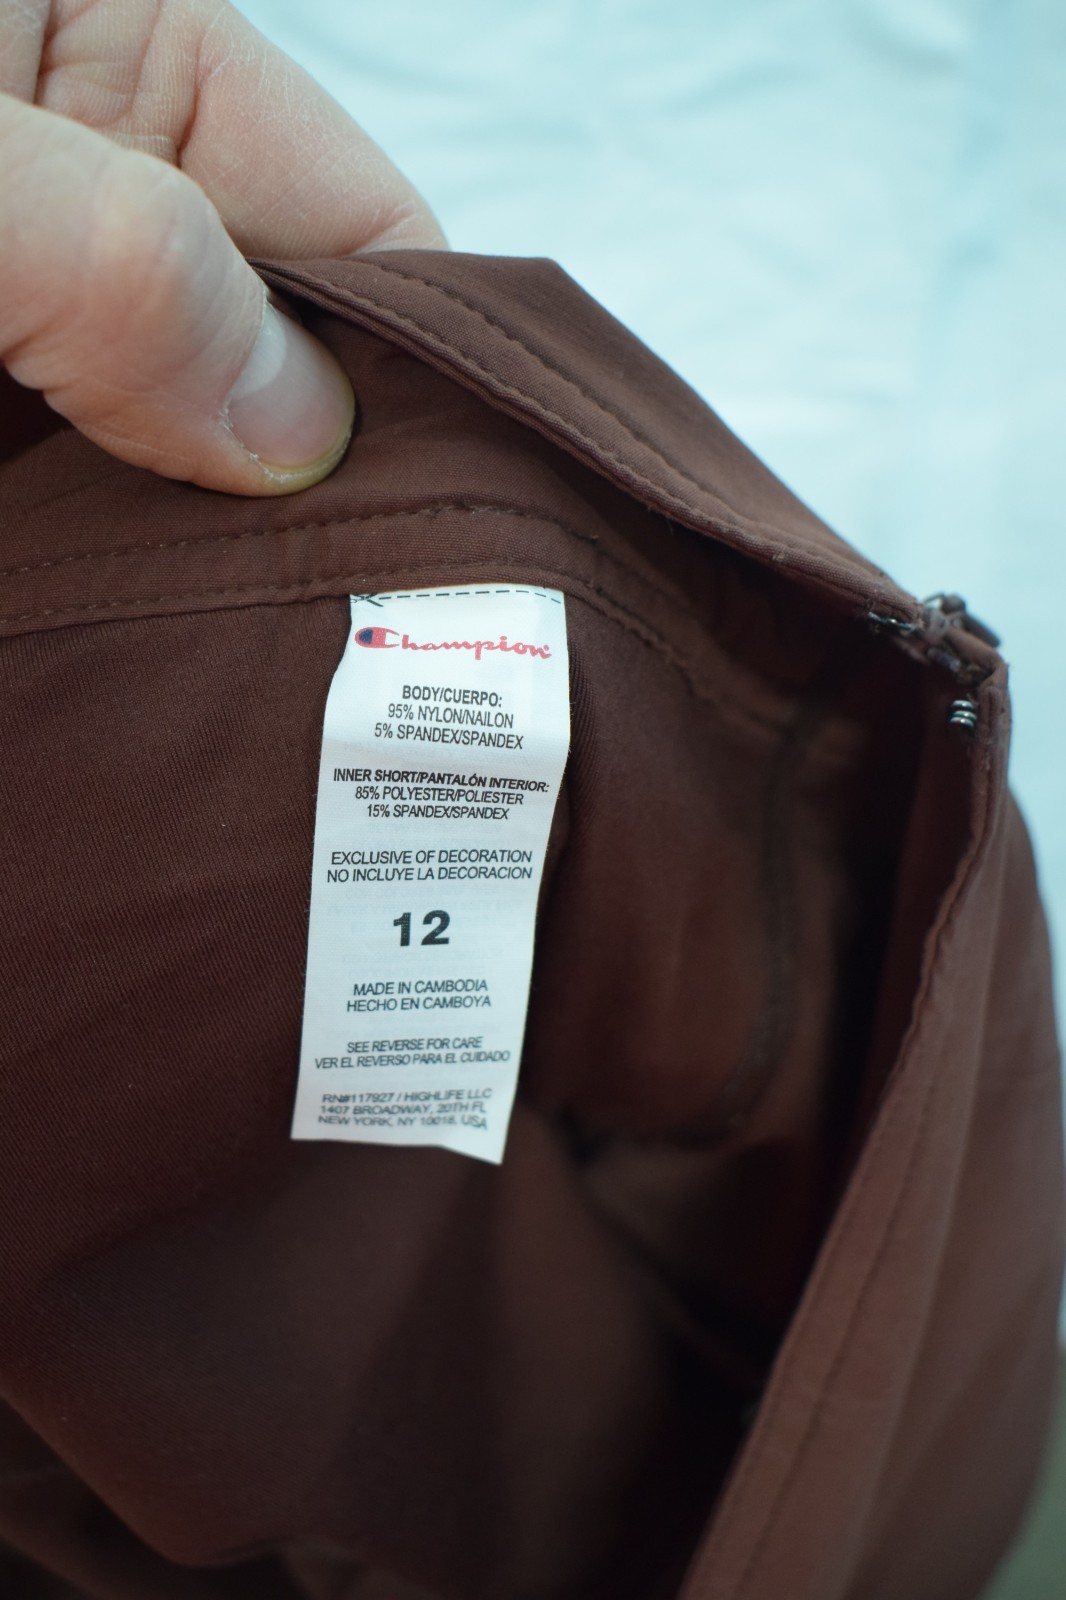 Champion
BODY/CUERPO:
95% NYLON/NAILON
5% SPANDEX/SPANDEX
INNER SHORT/PANTALÓN INTERIOR:
85% POLYESTER/POLIESTER
15% SPANDEX/SPANDEX
EXCLUSIVE OF DECORATION
NO INCLUYE LA DECORACION
12
MADE IN CAMBODIA
HECHO EN CAMBOYA
SEE REVERSE FOR CARE
VER EL REVERSO PARA EL CUIDADO
RN#117927 / HIGHLIFE LLC
1407 BROADWAY, 20TH FL
NEW YORK, NY 10018, USA